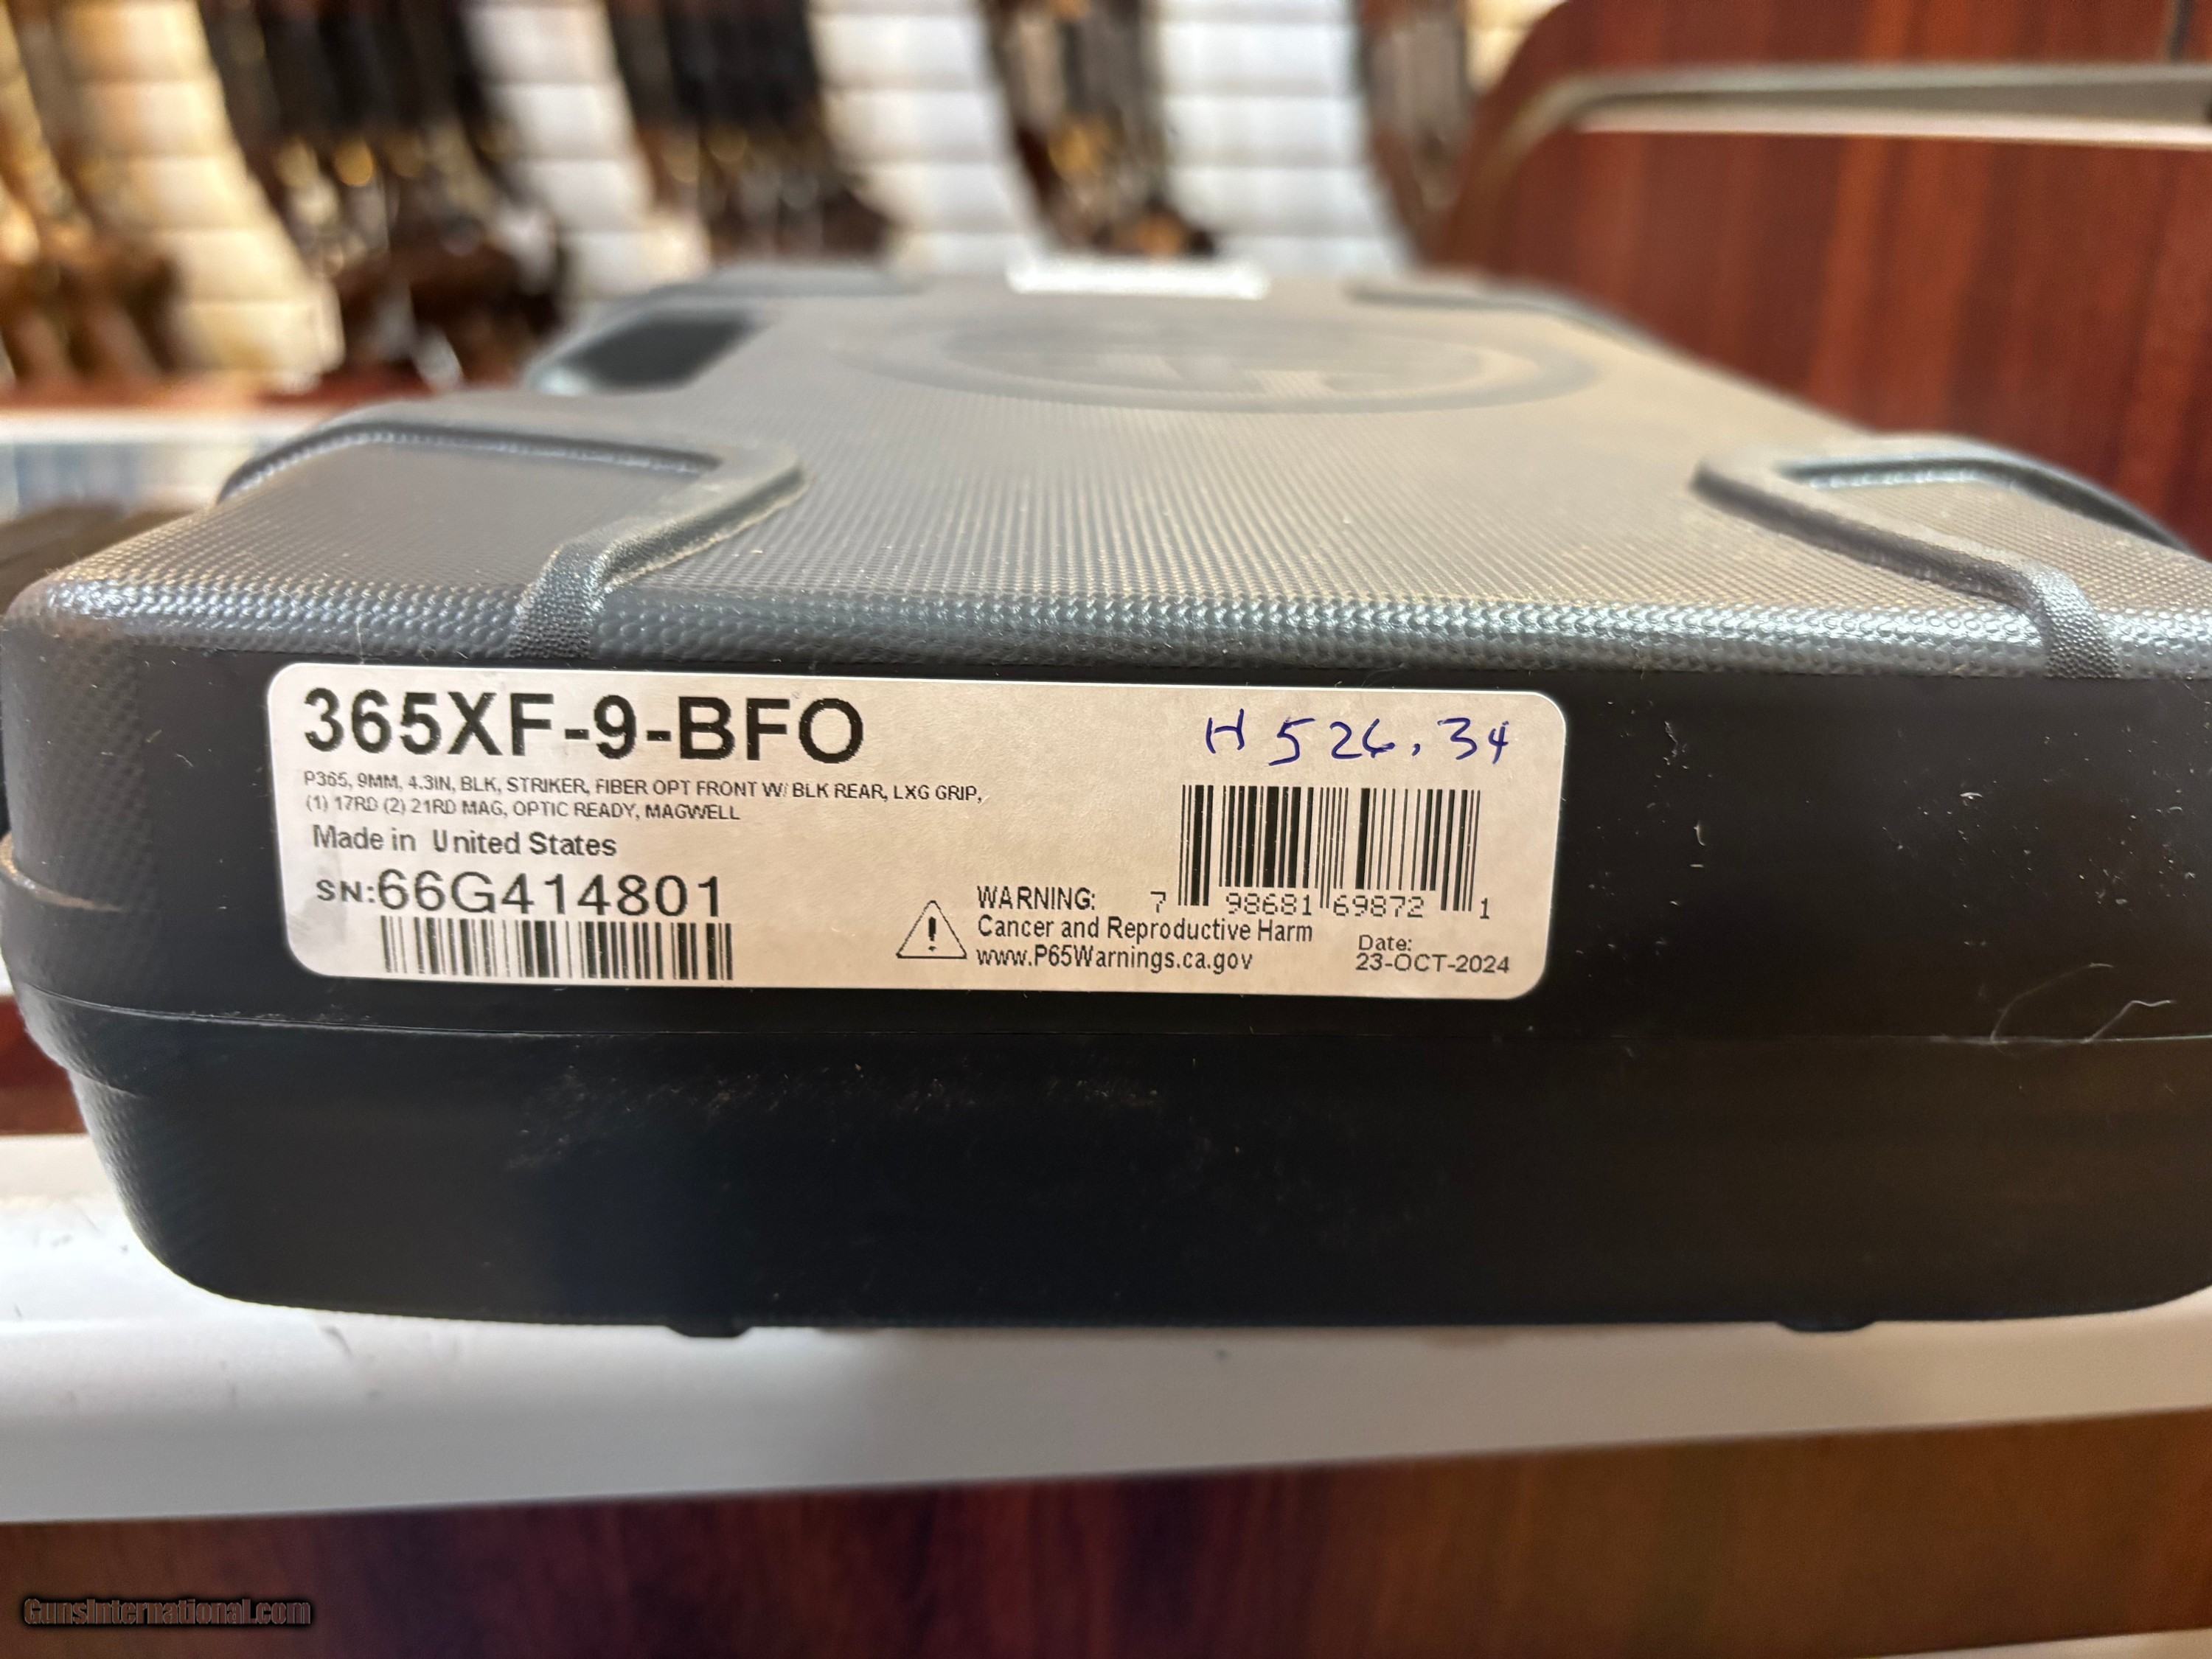 365XF-9-BFO
H 526.34
P365, 9MM, 4.3IN, BLK, STRIKER, FIBER OPT FRONT W/ BLK REAR, LXG GRIP,
(1) 17RD (2) 21RD MAG, OPTIC READY, MAGWELL
Made in United States
SN:66G414801
7 98681 69872 1
WARNING:
Cancer and Reproductive Harm
www.P65Warnings.ca.gov
Date:
23-OCT-2024
GunsInternational.com